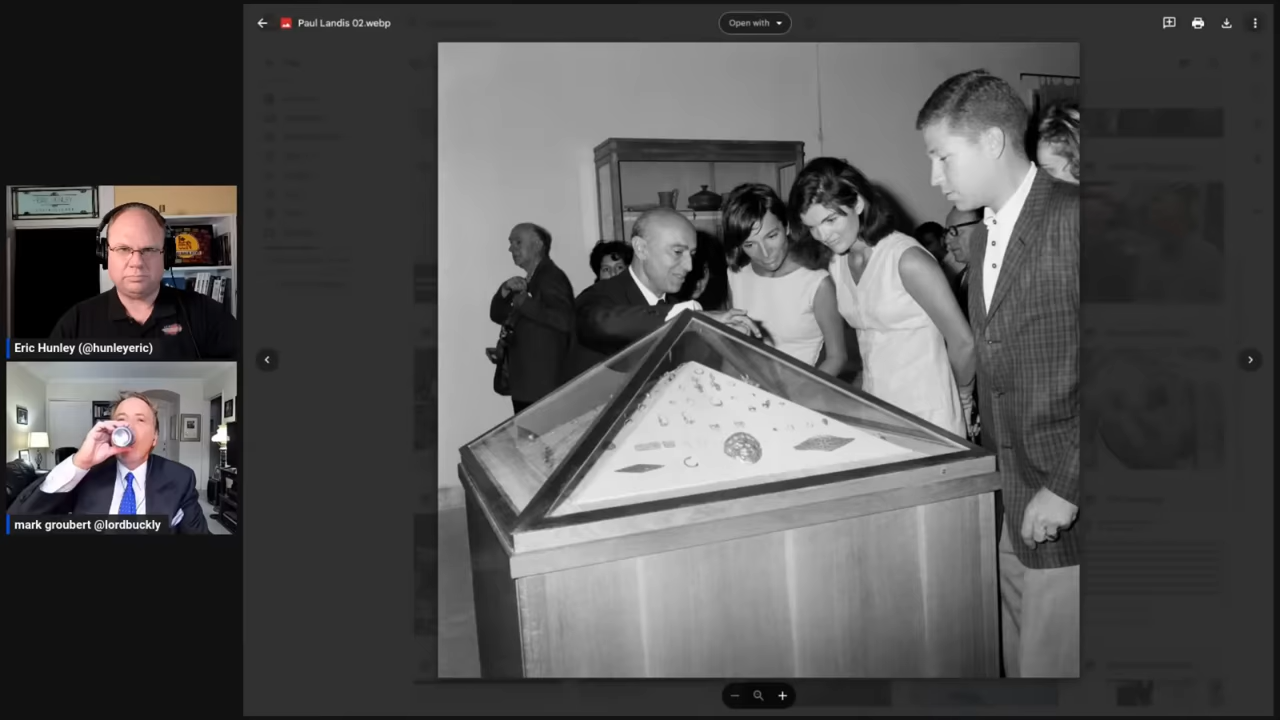 Paul Landis 02.webp
Open with
Eric Hunley (@hunleyeric)
mark groubert @lordbuckly